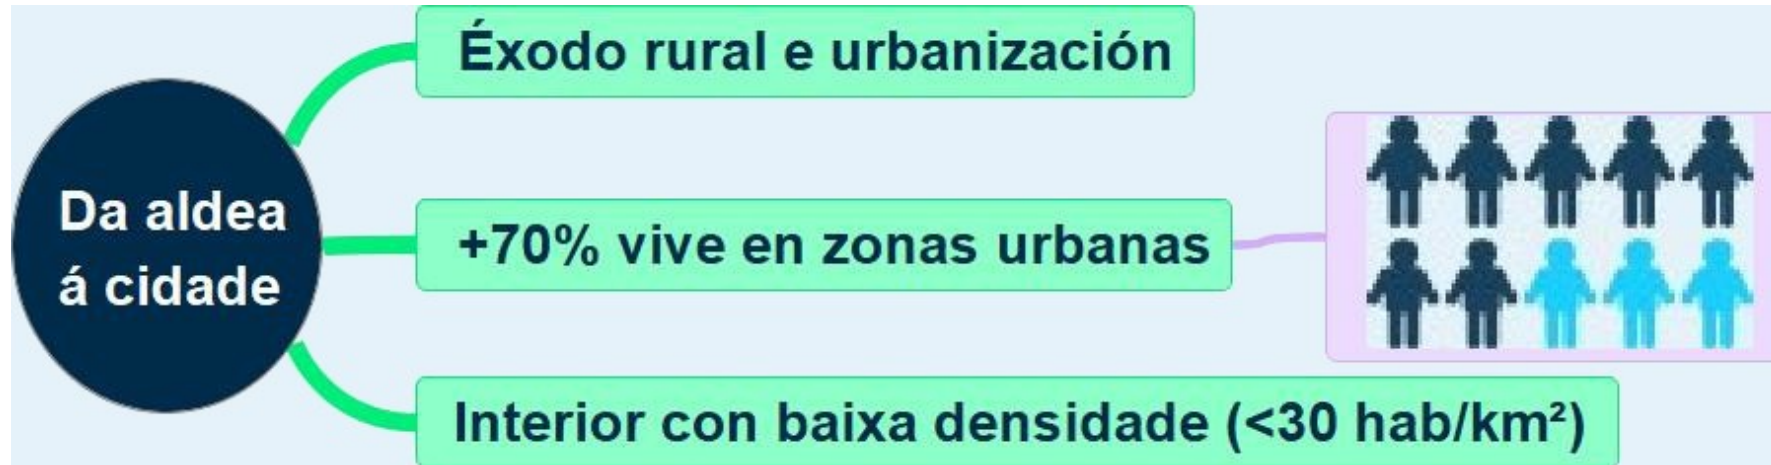 Da aldea
á cidade
Éxodo rural e urbanización
+70% vive en zonas urbanas
Interior con baixa densidade (<30 hab/km²)